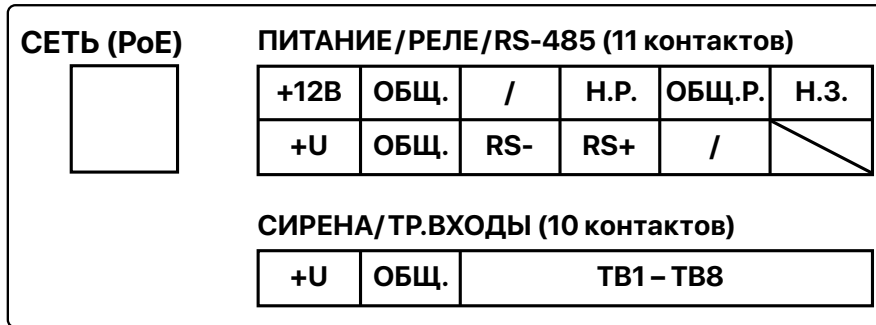 СЕТЬ (PoE)
ПИТАНИЕ/РЕЛЕ/RS-485 (11 контактов)
+12В ОБЩ. / Н.Р. ОБЩ.Р. Н.З.
+U ОБЩ. RS- RS+ /
СИРЕНА/ТР.ВХОДЫ (10 контактов)
+U ОБЩ. ТВ1 – ТВ8